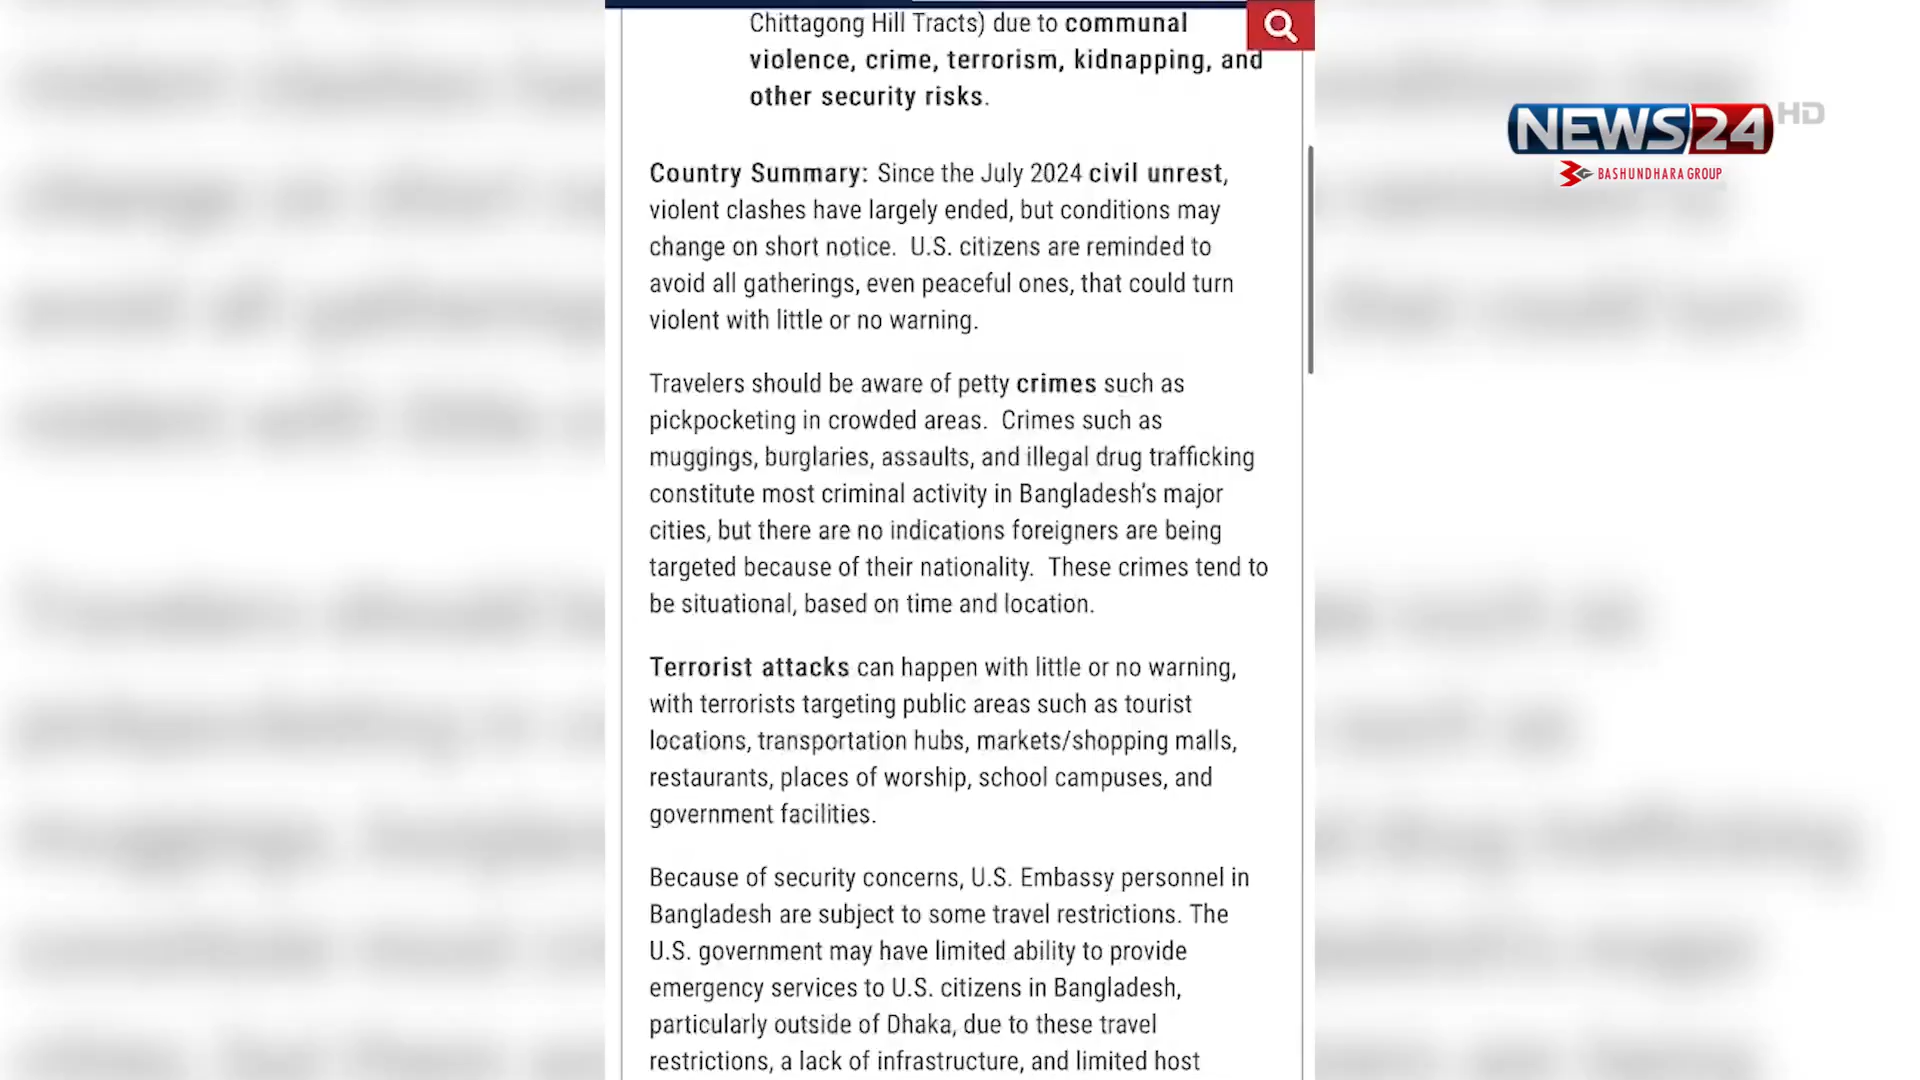 Chittagong Hill Tracts) due to communal
violence, crime, terrorism, kidnapping, and
other security risks.
NEWS24 HD
BASHUNDHARA GROUP
Country Summary: Since the July 2024 civil unrest,
violent clashes have largely ended, but conditions may
change on short notice. U.S. citizens are reminded to
avoid all gatherings, even peaceful ones, that could turn
violent with little or no warning.
Travelers should be aware of petty crimes such as
pickpocketing in crowded areas. Crimes such as
muggings, burglaries, assaults, and illegal drug trafficking
constitute most criminal activity in Bangladesh's major
cities, but there are no indications foreigners are being
targeted because of their nationality. These crimes tend to
be situational, based on time and location.
Terrorist attacks can happen with little or no warning,
with terrorists targeting public areas such as tourist
locations, transportation hubs, markets/shopping malls,
restaurants, places of worship, school campuses, and
government facilities.
Because of security concerns, U.S. Embassy personnel in
Bangladesh are subject to some travel restrictions. The
U.S. government may have limited ability to provide
emergency services to U.S. citizens in Bangladesh,
particularly outside of Dhaka, due to these travel
restrictions, a lack of infrastructure, and limited host